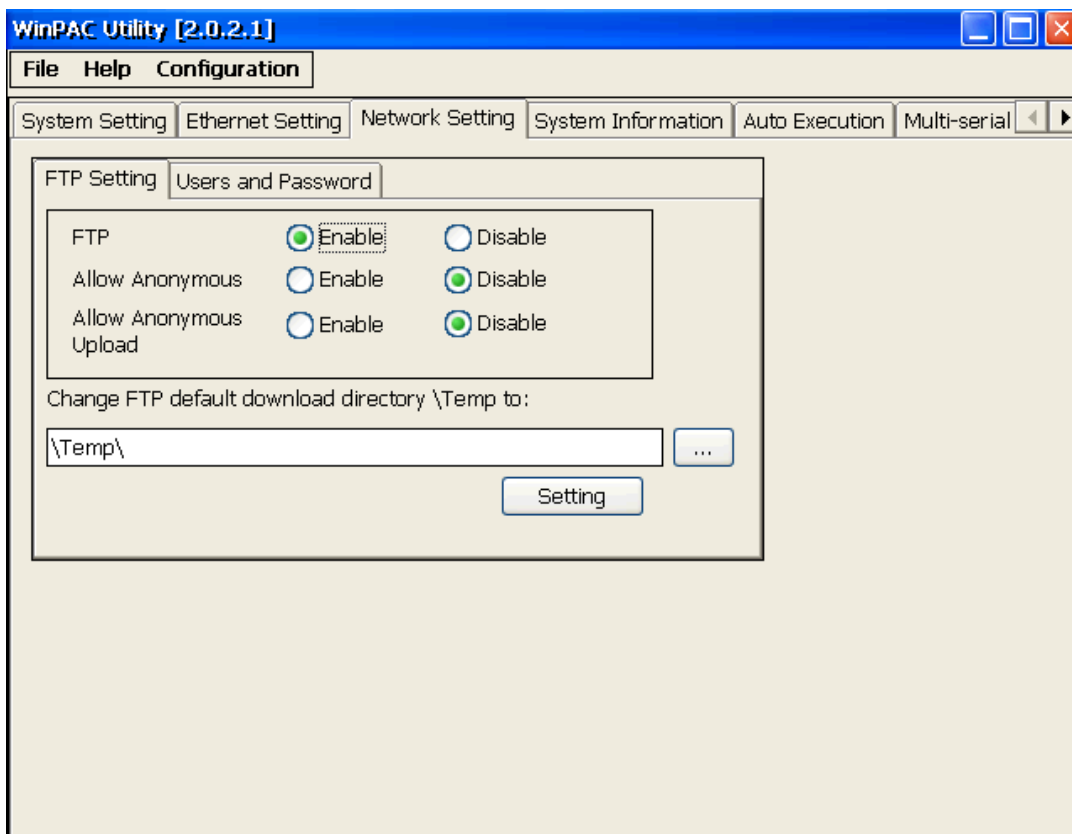 WinPAC Utility [2.0.2.1]
File Help Configuration
System Setting Ethernet Setting Network Setting System Information Auto Execution Multi-serial
FTP Setting Users and Password
FTP Enable Disable
Allow Anonymous Enable Disable
Allow Anonymous Upload Enable Disable
Change FTP default download directory \Temp to:
\Temp\ ...
Setting